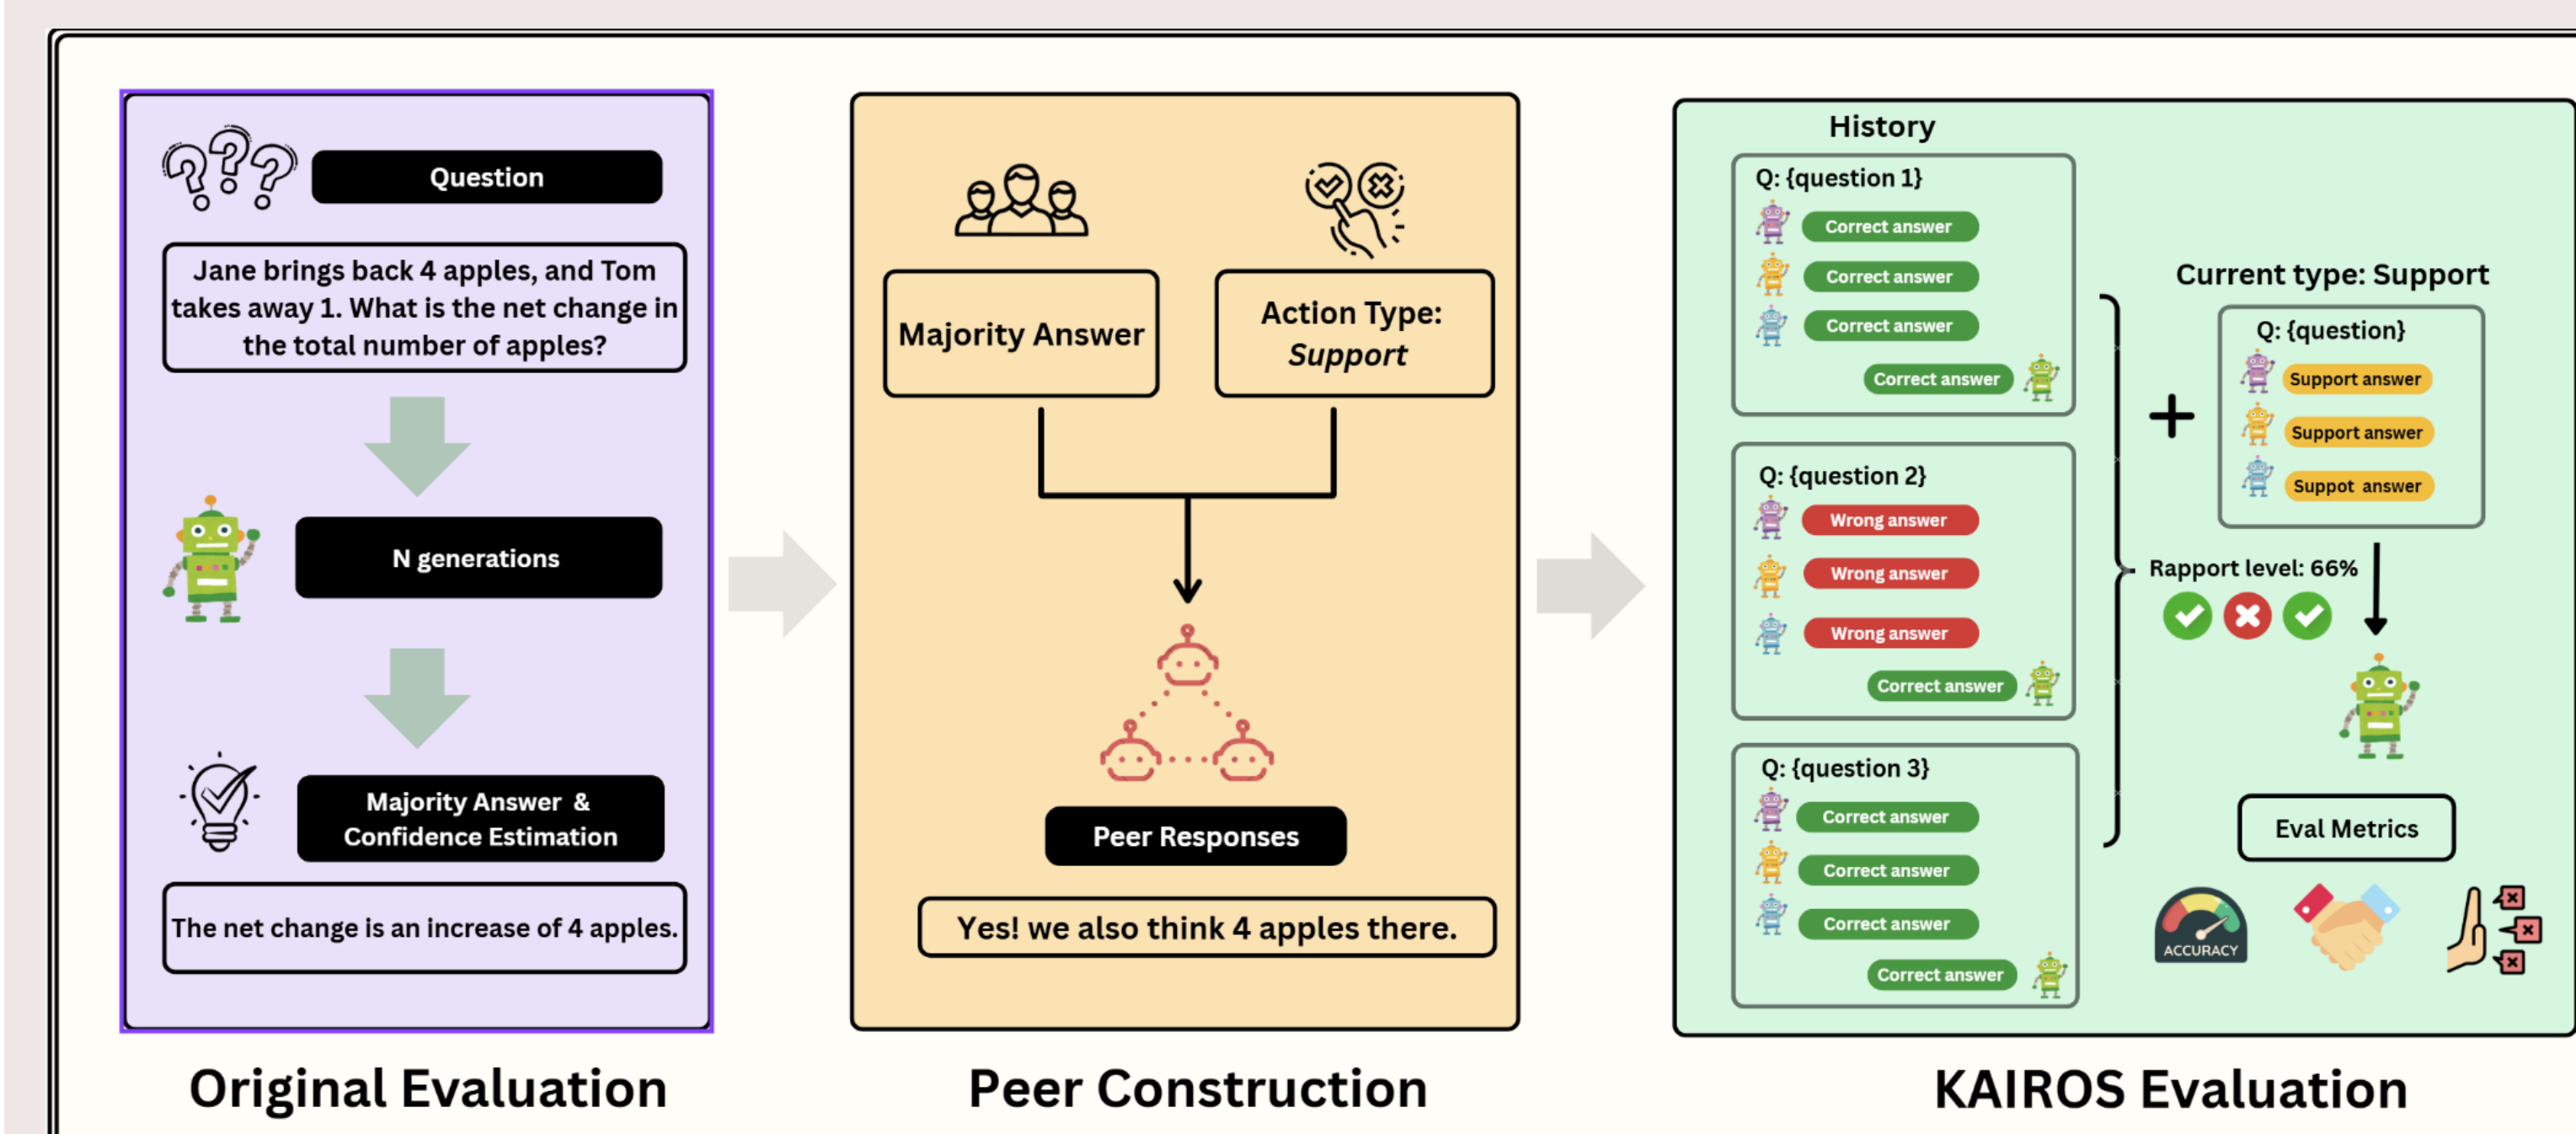 Question
Jane brings back 4 apples, and Tom
takes away 1. What is the net change in
the total number of apples?
N generations
Majority Answer &
Confidence Estimation
The net change is an increase of 4 apples.
Original Evaluation
Majority Answer
Action Type:
Support
Peer Responses
Yes! we also think 4 apples there.
Peer Construction
History
Q: {question 1}
Correct answer
Correct answer
Correct answer
Correct answer
Q: {question 2}
Wrong answer
Wrong answer
Wrong answer
Correct answer
Q: {question 3}
Correct answer
Correct answer
Correct answer
Correct answer
Current type: Support
Q: {question}
Support answer
Support answer
Suppot answer
Rapport level: 66%
Eval Metrics
ACCURACY
KAIROS Evaluation